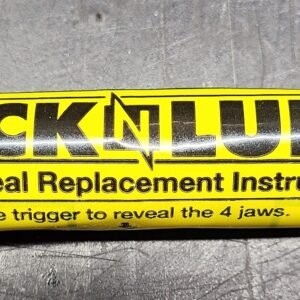 CK N LU
eal Replacement Instru
e trigger to reveal the 4 jaws.